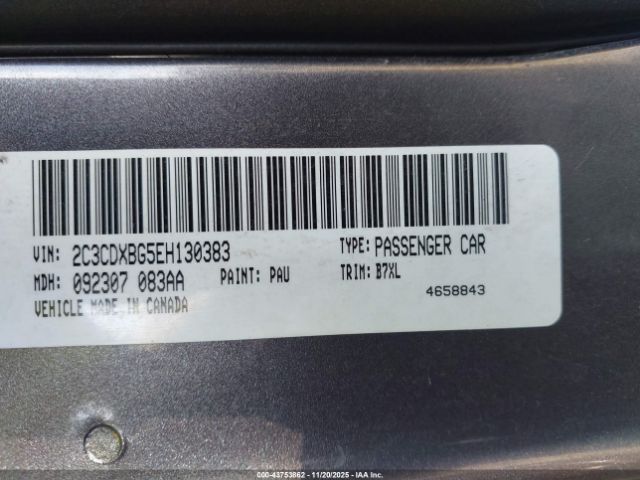 VIN: 2C3CDXBG5EH130383 TYPE: PASSENGER CAR
MDH: 092307 083AA PAINT: PAU TRIM: B7XL
VEHICLE MADE IN CANADA 4658843
000-43753862 - 11/20/2025 - IAA Inc.